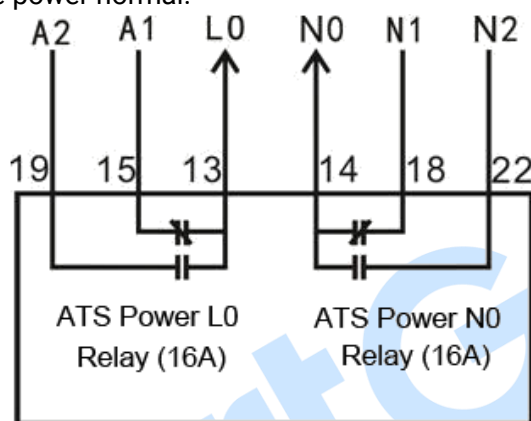 e power normal.
A2 A1 L0 N0 N1 N2
19 15 13 14 18 22
ATS Power L0 ATS Power N0
Relay (16A) Relay (16A)